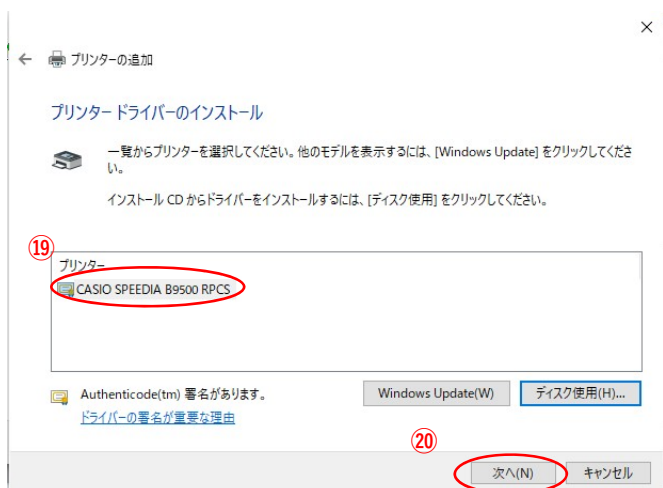 プリンターの追加
プリンター ドライバーのインストール
一覧からプリンターを選択してください。他のモデルを表示するには、[Windows Update] をクリックしてくださ
い。
インストール CD からドライバーをインストールするには、[ディスク使用] をクリックしてください。
⑲
プリンター
CASIO SPEEDIA B9500 RPCS
Authenticode(tm) 署名があります。
ドライバーの署名が重要な理由
Windows Update(W)
ディスク使用(H)...
⑳
次へ(N)
キャンセル